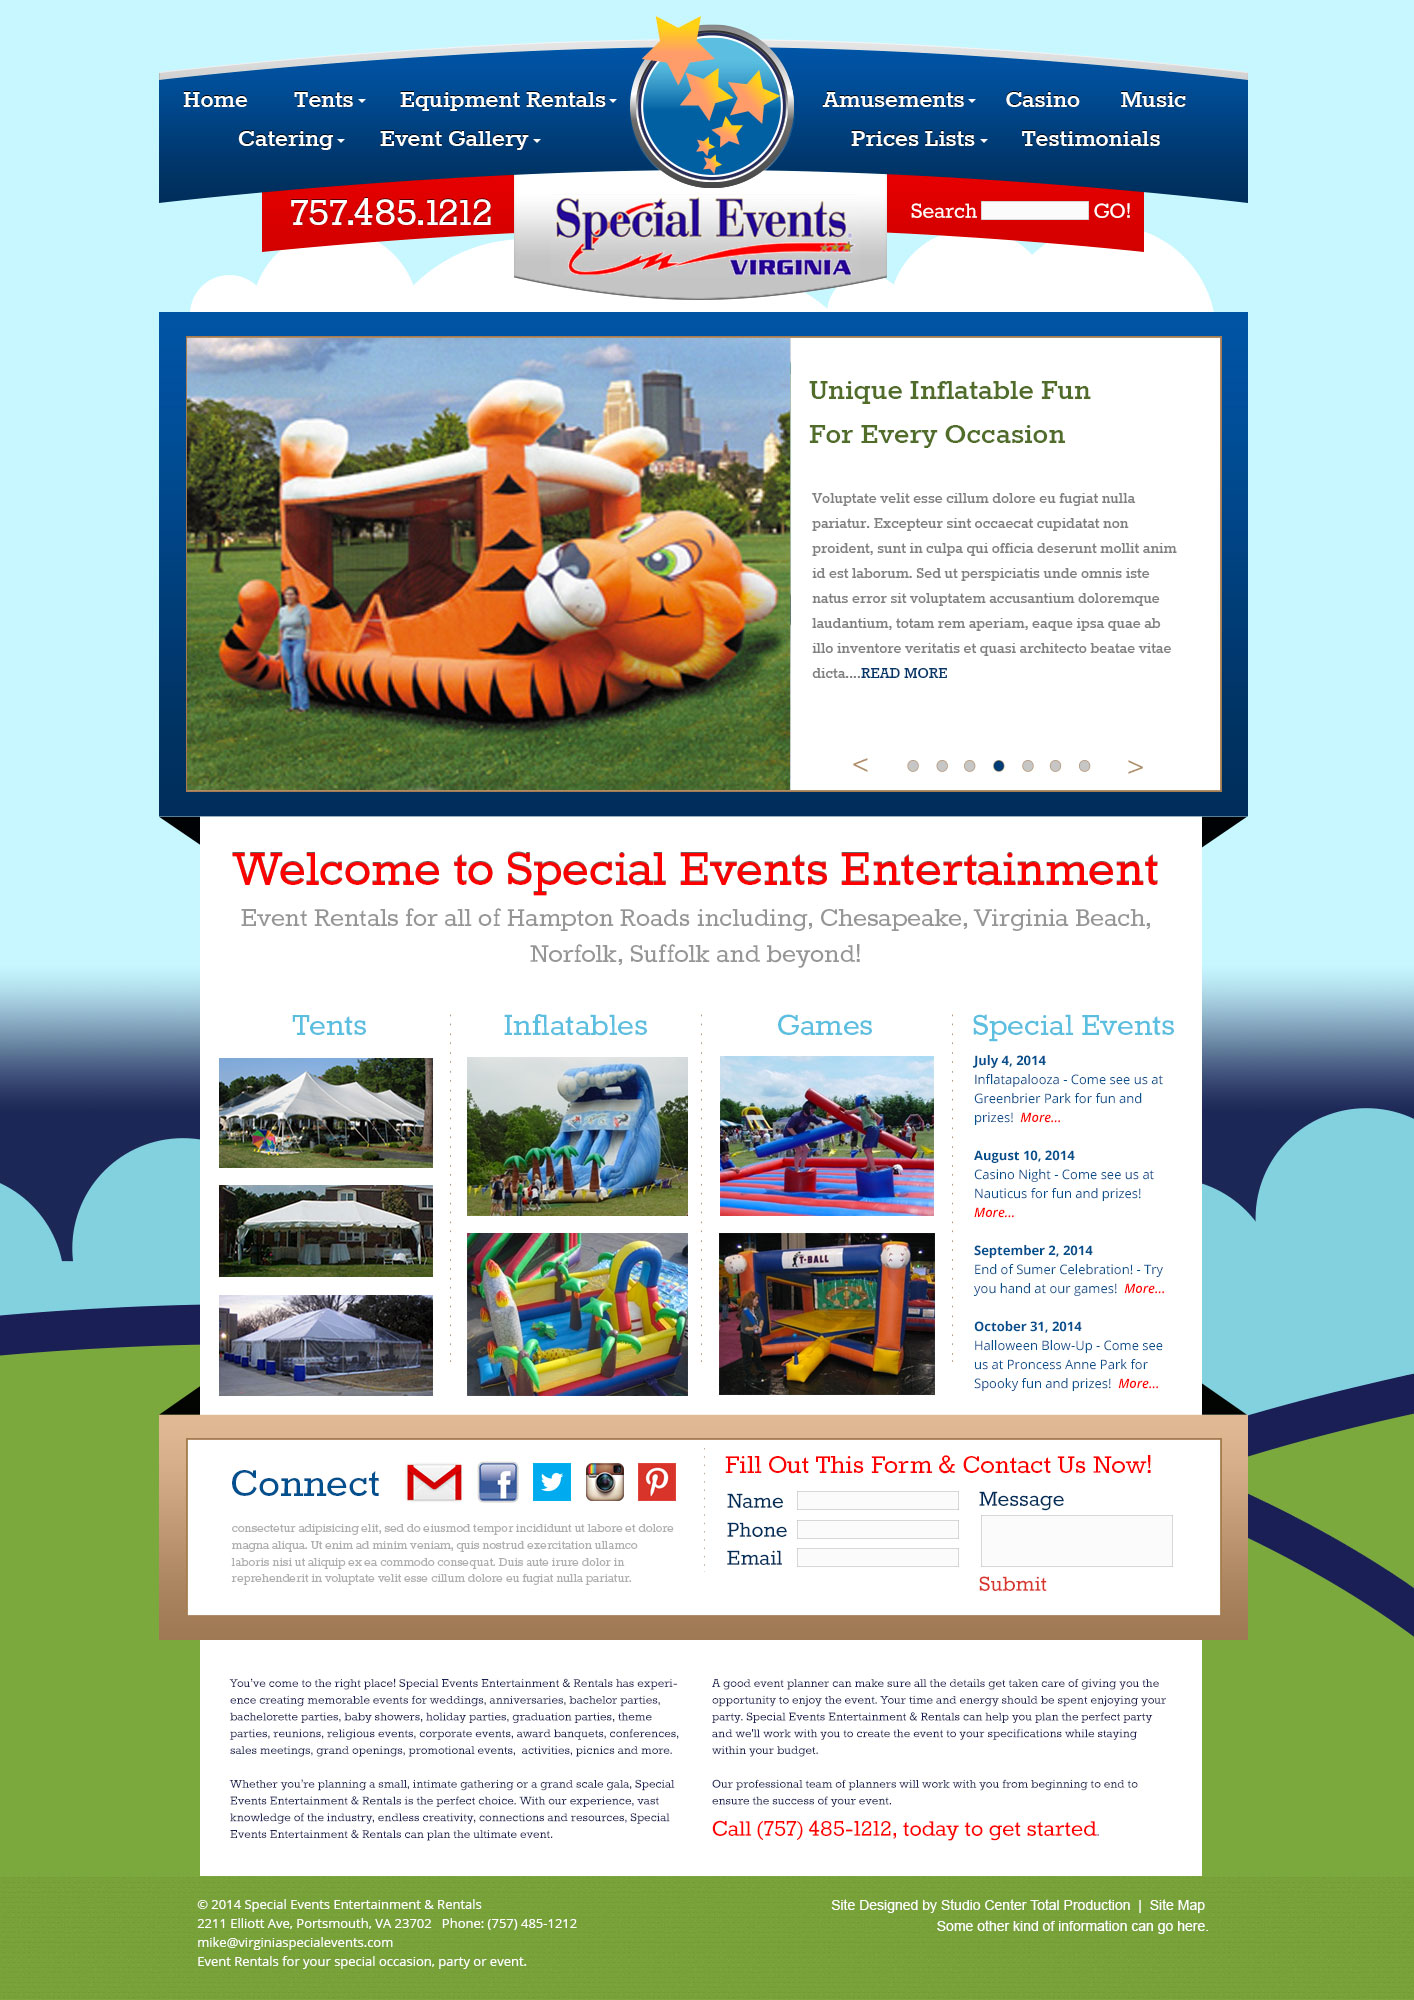 Home Tents Equipment Rentals Amusements Casino Music
Catering Event Gallery Prices Lists Testimonials
757.485.1212
Search GO!
Special Events
VIRGINIA
Unique Inflatable Fun
For Every Occasion
Voluptate velit esse cillum dolore eu fugiat nulla
pariatur. Excepteur sint occaecat cupidatat non
proident, sunt in culpa qui officia deserunt mollit anim
id est laborum. Sed ut perspiciatis unde omnis iste
natus error sit voluptatem accusantium doloremque
laudantium, totam rem aperiam, eaque ipsa quae ab
illo inventore veritatis et quasi architecto beatae vitae
dicta....READ MORE
< >
Welcome to Special Events Entertainment
Event Rentals for all of Hampton Roads including, Chesapeake, Virginia Beach,
Norfolk, Suffolk and beyond!
Tents
Inflatables
Games
T-BALL
Special Events
July 4, 2014
Inflatapalooza - Come see us at
Greenbrier Park for fun and
prizes! More...
August 10, 2014
Casino Night - Come see us at
Nauticus for fun and prizes!
More...
September 2, 2014
End of Sumer Celebration! - Try
you hand at our games! More...
October 31, 2014
Halloween Blow-Up - Come see
us at Proncess Anne Park for
Spooky fun and prizes! More...
Connect
consectetur adipisicing elit, sed do eiusmod tempor incididunt ut labore et dolore
magna aliqua. Ut enim ad minim veniam, quis nostrud exercitation ullamco
laboris nisi ut aliquip ex ea commodo consequat. Duis aute irure dolor in
reprehenderit in voluptate velit esse cillum dolore eu fugiat nulla pariatur.
Fill Out This Form & Contact Us Now!
Name
Phone
Email
Message
Submit
You've come to the right place! Special Events Entertainment & Rentals has experi-
ence creating memorable events for weddings, anniversaries, bachelor parties,
bachelorette parties, baby showers, holiday parties, graduation parties, theme
parties, reunions, religious events, corporate events, award banquets, conferences,
sales meetings, grand openings, promotional events, activities, picnics and more.
Whether you're planning a small, intimate gathering or a grand scale gala, Special
Events Entertainment & Rentals is the perfect choice. With our experience, vast
knowledge of the industry, endless creativity, connections and resources, Special
Events Entertainment & Rentals can plan the ultimate event.
A good event planner can make sure all the details get taken care of giving you the
opportunity to enjoy the event. Your time and energy should be spent enjoying your
party. Special Events Entertainment & Rentals can help you plan the perfect party
and we'll work with you to create the event to your specifications while staying
within your budget.
Our professional team of planners will work with you from beginning to end to
ensure the success of your event.
Call (757) 485-1212, today to get started.
© 2014 Special Events Entertainment & Rentals
2211 Elliott Ave, Portsmouth, VA 23702 Phone: (757) 485-1212
mike@virginiaspecialevents.com
Event Rentals for your special occasion, party or event.
Site Designed by Studio Center Total Production | Site Map
Some other kind of information can go here.